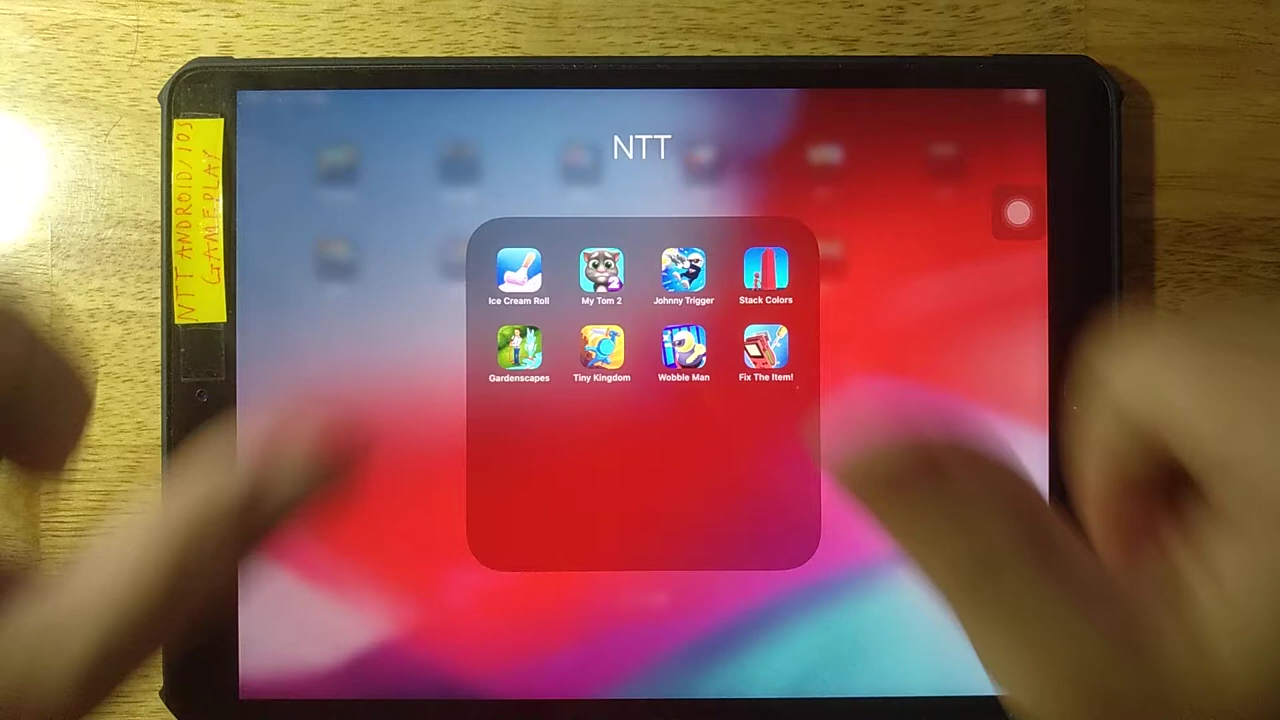 NTT
NTT ANDROID/IOS
GAMEPLAY
Ice Cream Roll
My Tom 2
Johnny Trigger
Stack Colors
2
Gardenscapes
Tiny Kingdom
Wobble Man
Fix The Item!